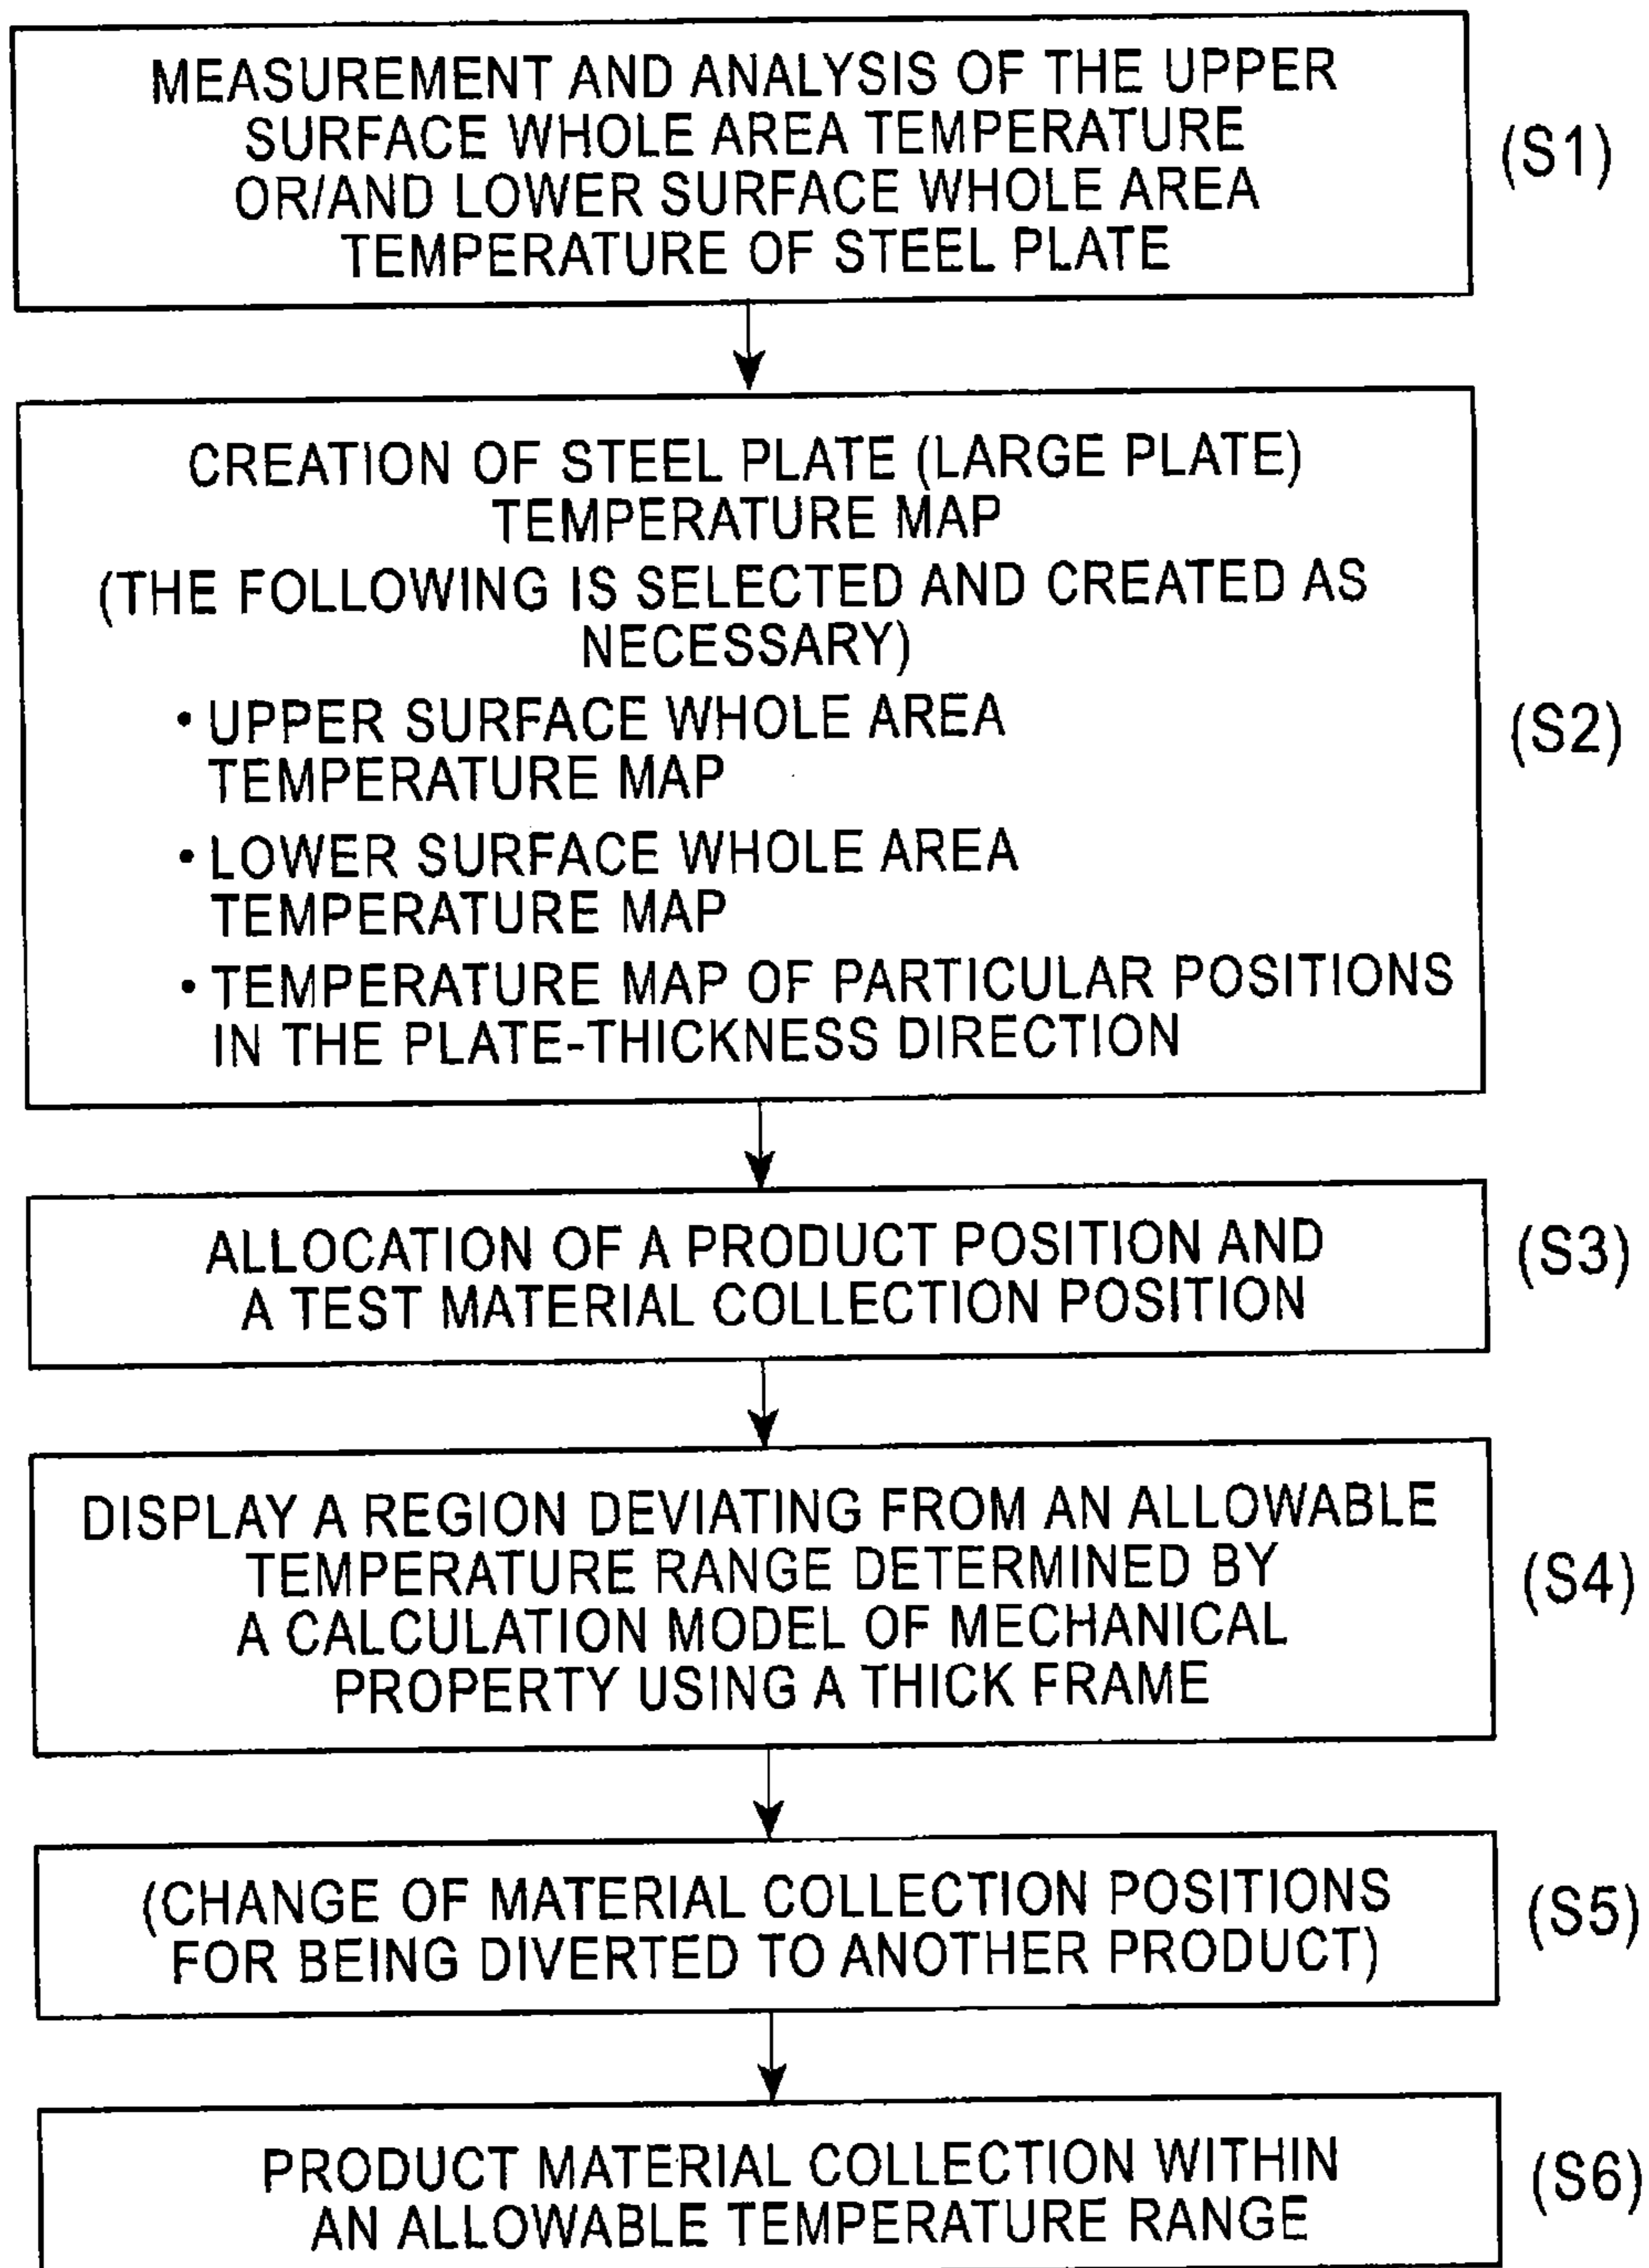 MEASUREMENT AND ANALYSIS OF THE UPPER
SURFACE WHOLE AREA TEMPERATURE
OR/AND LOWER SURFACE WHOLE AREA
TEMPERATURE OF STEEL PLATE
(S1)
CREATION OF STEEL PLATE (LARGE PLATE)
TEMPERATURE MAP
(THE FOLLOWING IS SELECTED AND CREATED AS
NECESSARY)
• UPPER SURFACE WHOLE AREA
TEMPERATURE MAP
• LOWER SURFACE WHOLE AREA
TEMPERATURE MAP
• TEMPERATURE MAP OF PARTICULAR POSITIONS
IN THE PLATE-THICKNESS DIRECTION
(S2)
ALLOCATION OF A PRODUCT POSITION AND
A TEST MATERIAL COLLECTION POSITION
(S3)
DISPLAY A REGION DEVIATING FROM AN ALLOWABLE
TEMPERATURE RANGE DETERMINED BY
A CALCULATION MODEL OF MECHANICAL
PROPERTY USING A THICK FRAME
(S4)
(CHANGE OF MATERIAL COLLECTION POSITIONS
FOR BEING DIVERTED TO ANOTHER PRODUCT)
(S5)
PRODUCT MATERIAL COLLECTION WITHIN
AN ALLOWABLE TEMPERATURE RANGE
(S6)